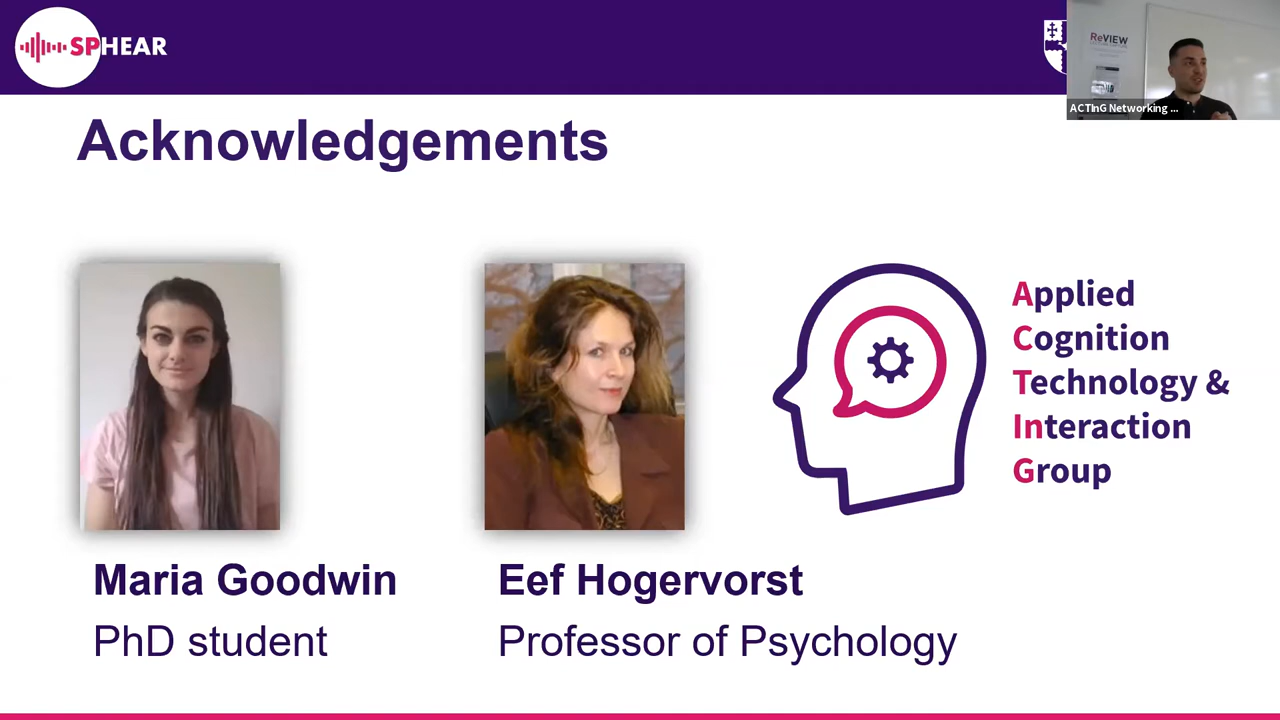 SPHEAR
ReVIEW
ACTInG Networking ...
Acknowledgements
Applied
Cognition
Technology &
Interaction
Group
Maria Goodwin
PhD student
Eef Hogervorst
Professor of Psychology